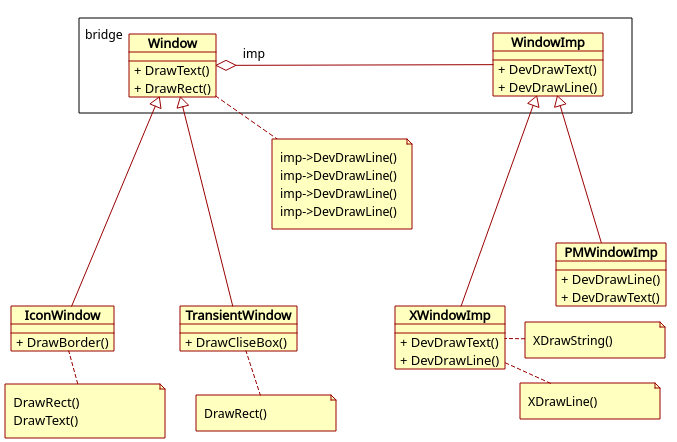 bridge
Window
+ DrawText()
+ DrawRect()
imp
WindowImp
+ DevDrawText()
+ DevDrawLine()
imp->DevDrawLine()
imp->DevDrawLine()
imp->DevDrawLine()
imp->DevDrawLine()
PMWindowImp
+ DevDrawLine()
+ DevDrawText()
IconWindow
+ DrawBorder()
TransientWindow
+ DrawCliseBox()
XWindowImp
+ DevDrawText()
+ DevDrawLine()
XDrawString()
DrawRect()
DrawText()
DrawRect()
XDrawLine()